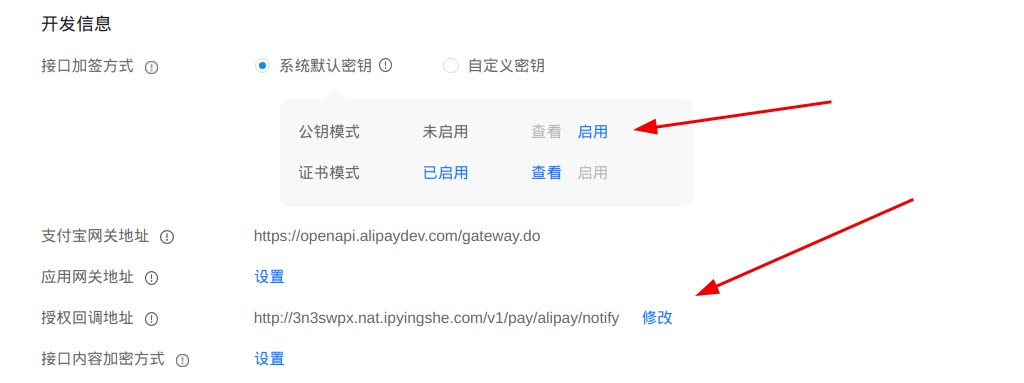 开发信息
接口加签方式 系统默认密钥 自定义密钥
公钥模式 未启用 查看 启用
证书模式 已启用 查看 启用
支付宝网关地址 https://openapi.alipaydev.com/gateway.do
应用网关地址 设置
授权回调地址 http://3n3swpx.nat.ipyingshe.com/v1/pay/alipay/notify 修改
接口内容加密方式 设置